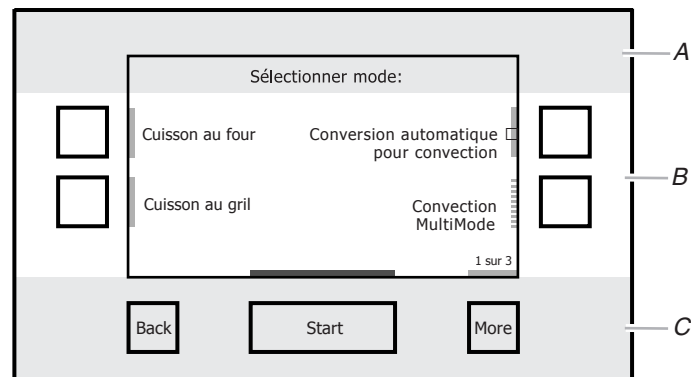 A
Sélectionner mode:
Cuisson au four
Conversion automatique
pour convection
B
Cuisson au gril
Convection
MultiMode
1 sur 3
Back
Start
More
C